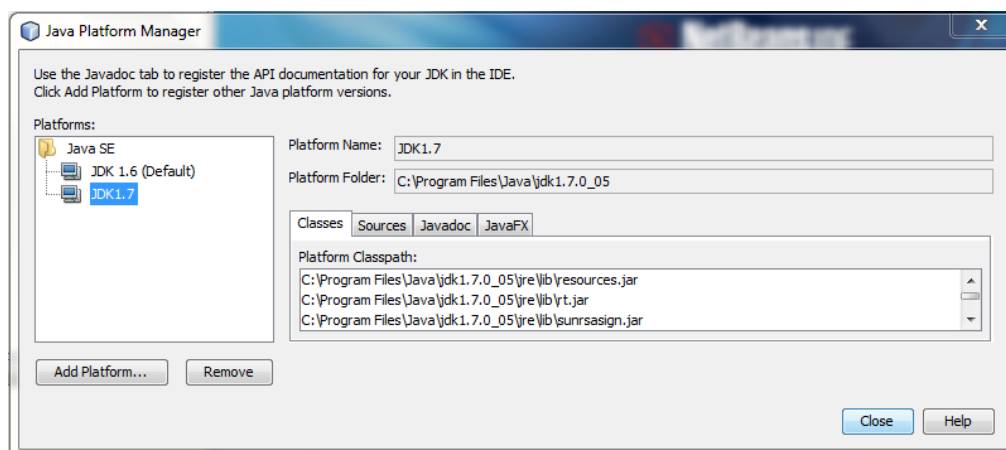 Java Platform Manager
Use the Javadoc tab to register the API documentation for your JDK in the IDE.
Click Add Platform to register other Java platform versions.
Platforms:
Java SE
JDK 1.6 (Default)
JDK1.7
Platform Name: JDK1.7
Platform Folder: C:\Program Files\Java\jdk1.7.0_05
Classes Sources Javadoc JavaFX
Platform Classpath:
C:\Program Files\Java\jdk1.7.0_05\jre\lib\resources.jar
C:\Program Files\Java\jdk1.7.0_05\jre\lib\rt.jar
C:\Program Files\Java\jdk1.7.0_05\jre\lib\sunrsasign.jar
Add Platform... Remove
Close Help